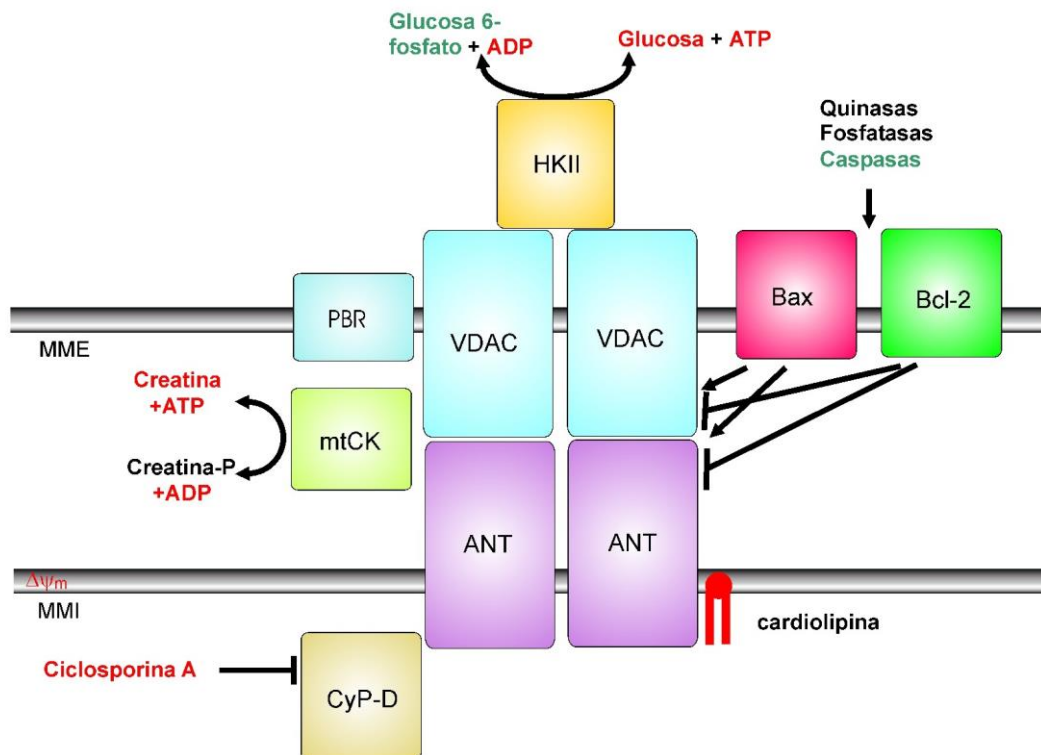 Glucosa 6-
fosfato + ADP
Glucosa + ATP
Quinasas
Fosfatasas
Caspasas
HKII
Bax
Bcl-2
PBR
VDAC
VDAC
MME
Creatina
+ATP
mtCK
Creatina-P
+ADP
ANT
ANT
Δψm
MMI
cardiolipina
Ciclosporina A
CyP-D